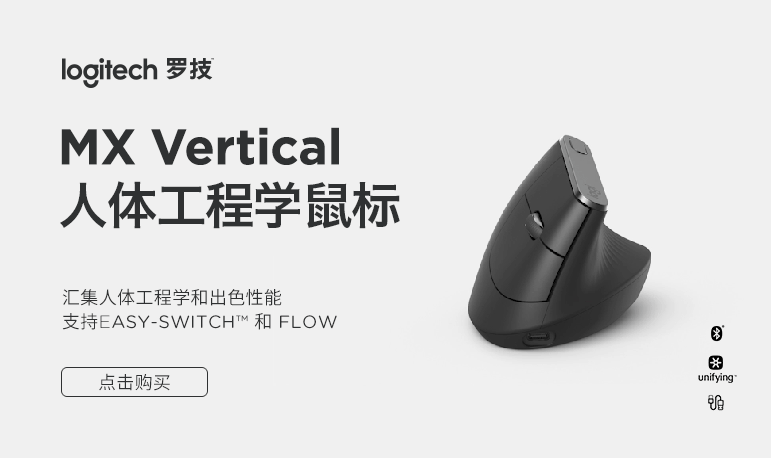 logitech 罗技
MX Vertical
人体工程学鼠标
汇集人体工程学和出色性能
支持EASY-SWITCH™ 和 FLOW
点击购买
unifying™